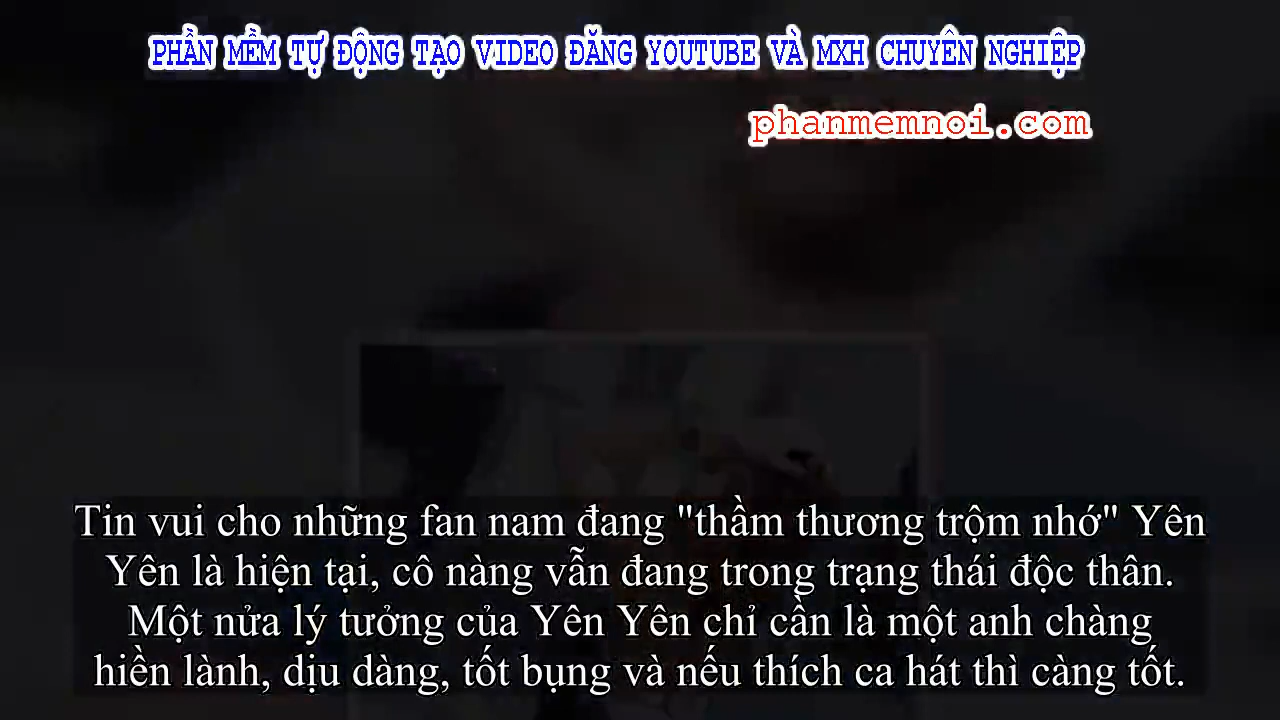 PHẦN MỀM TỰ ĐỘNG TẠO VIDEO ĐĂNG YOUTUBE VÀ MXH CHUYÊN NGHIỆP
phanmemnoi.com
Tin vui cho những fan nam đang "thầm thương trộm nhớ" Yên
Yên là hiện tại, cô nàng vẫn đang trong trạng thái độc thân.
Một nửa lý tưởng của Yên Yên chỉ cần là một anh chàng
hiền lành, dịu dàng, tốt bụng và nếu thích ca hát thì càng tốt.